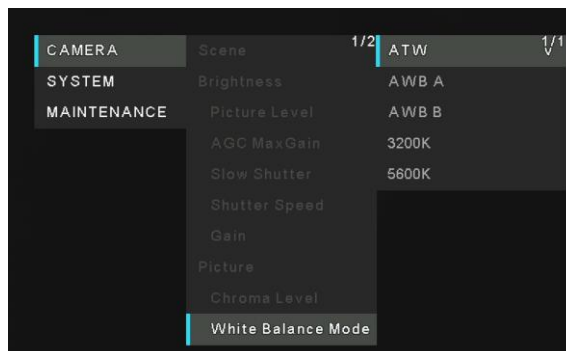 CAMERA
SYSTEM
MAINTENANCE
Scene 1/2
Brightness
Picture Level
AGC MaxGain
Slow Shutter
Shutter Speed
Gain
Picture
Chroma Level
White Balance Mode
ATW 1/1
AWB A
AWB B
3200K
5600K